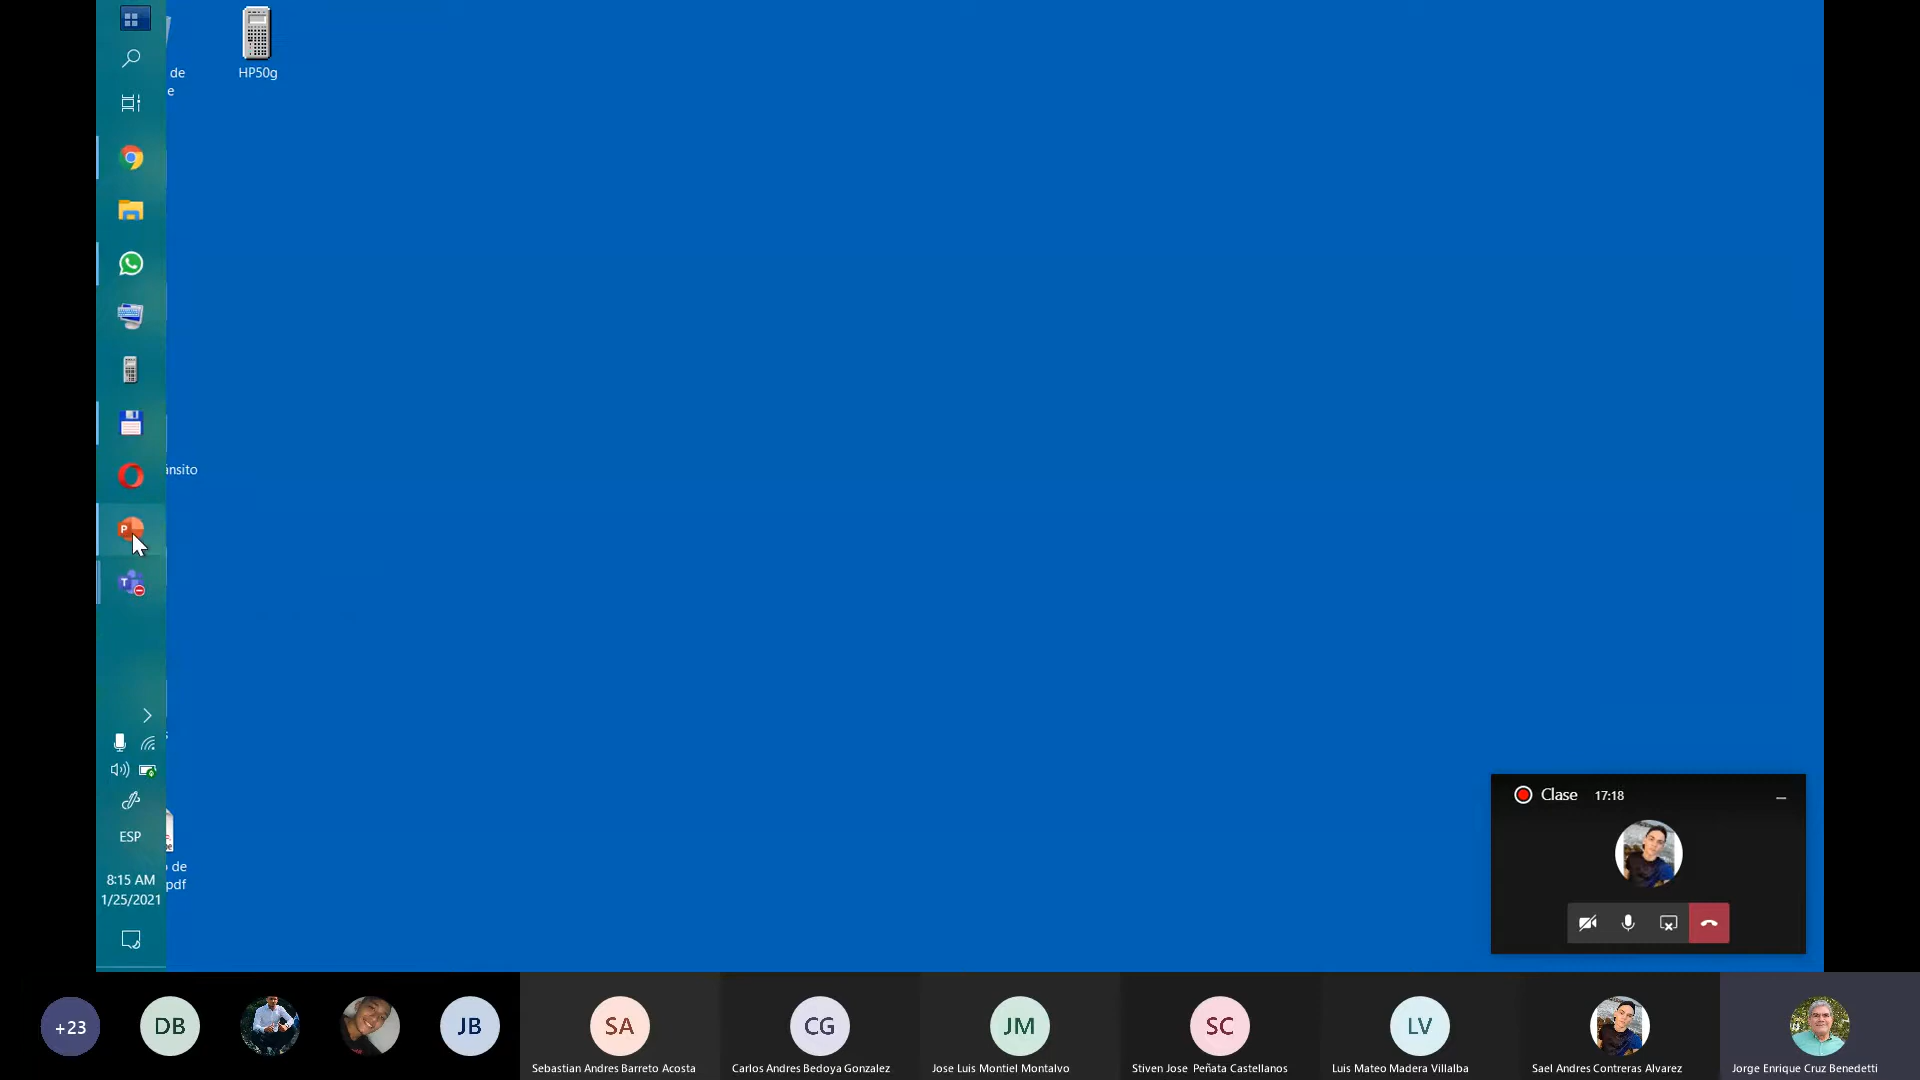 de
e
HP50g
ansito
ESP
8:15 AM
1/25/2021
de
pdf
Clase 17:18
+23
DB
JB
SA
CG
JM
SC
LV
Sebastian Andres Barreto Acosta
Carlos Andres Bedoya Gonzalez
Jose Luis Montiel Montalvo
Stiven Jose Peñata Castellanos
Luis Mateo Madera Villalba
Sael Andres Contreras Alvarez
Jorge Enrique Cruz Benedetti